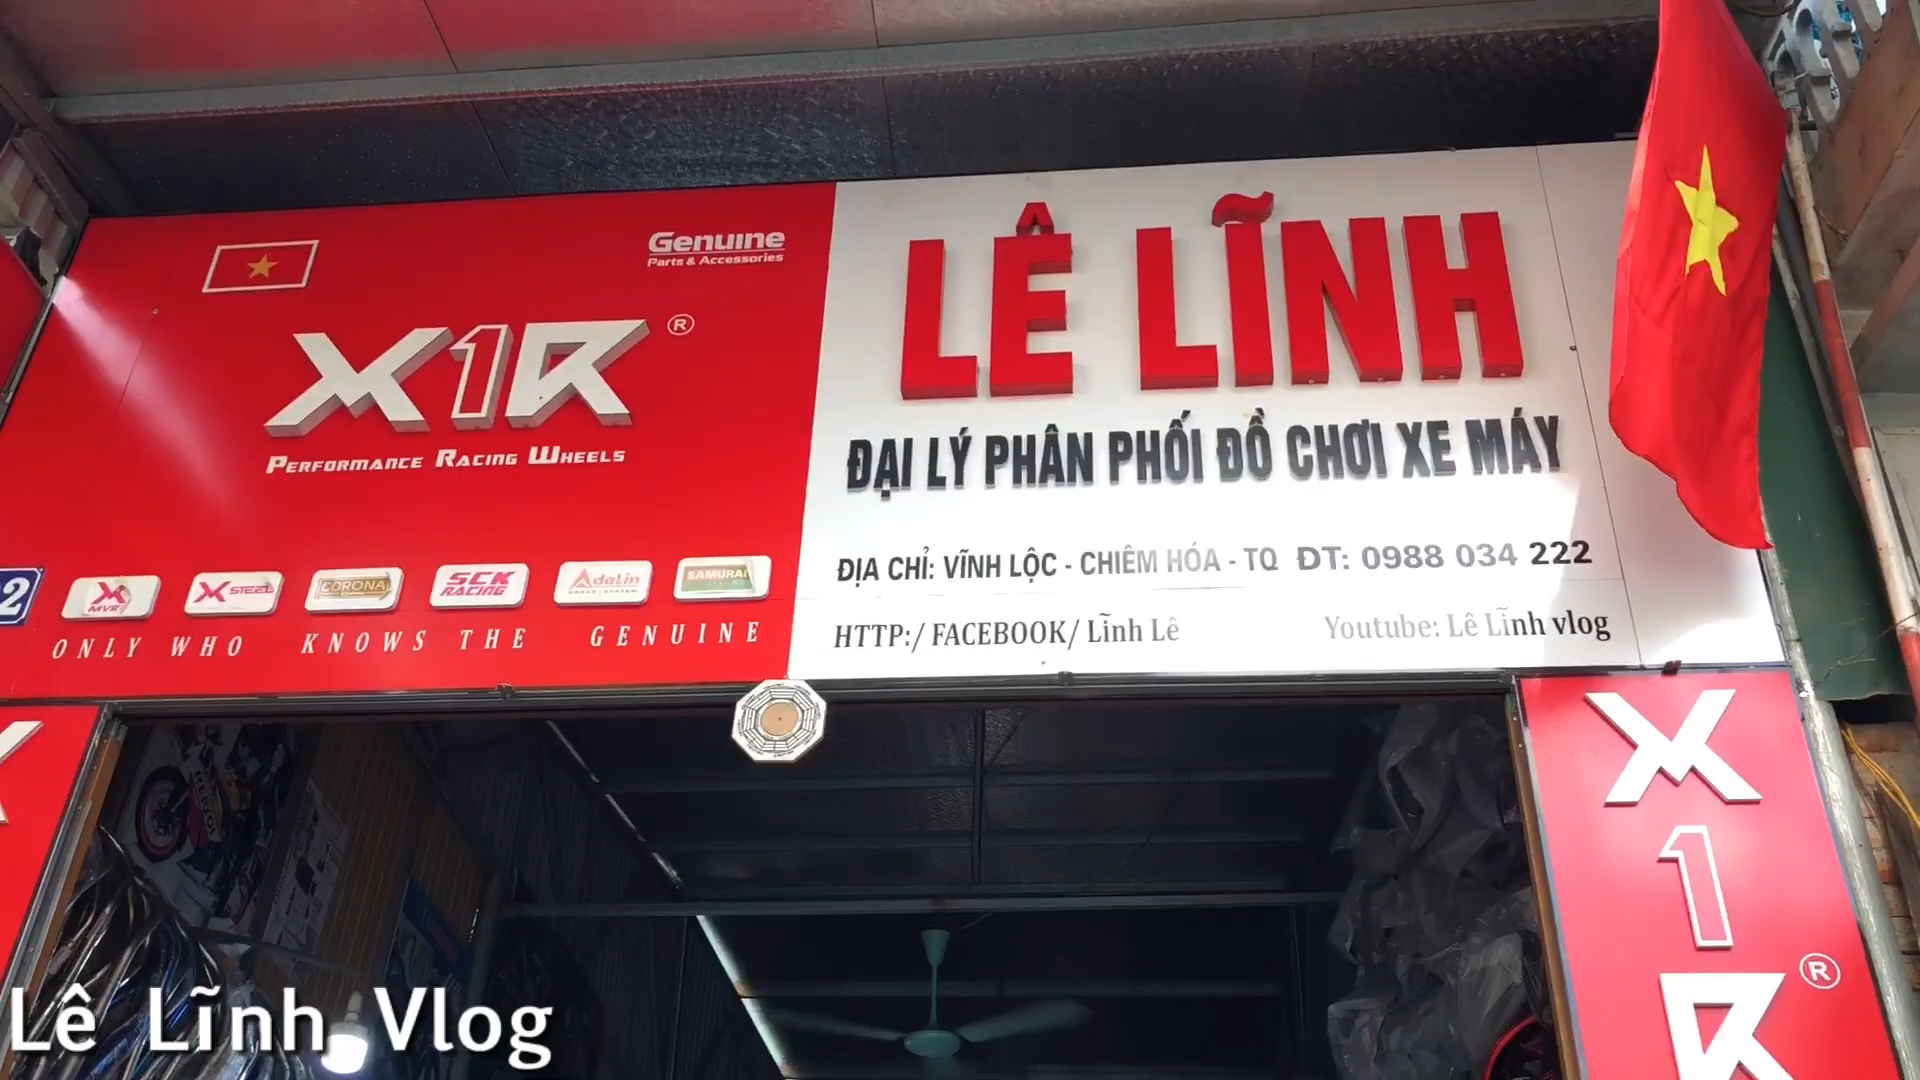 Genuine
Parts & Accessories
X1R ®
PERFORMANCE RACING WHEELS
MVR
X STEEL
CORONA
SCK RACING
Adelin
SAMURAI
ONLY WHO KNOWS THE GENUINE
LÊ LĨNH
ĐẠI LÝ PHÂN PHỐI ĐỒ CHƠI XE MÁY
ĐỊA CHỈ: VĨNH LỘC - CHIÊM HÓA - TQ ĐT: 0988 034 222
HTTP:/ FACEBOOK/ Lĩnh Lê
Youtube: Lê Lĩnh vlog
2
X1R ®
Lê Lĩnh Vlog